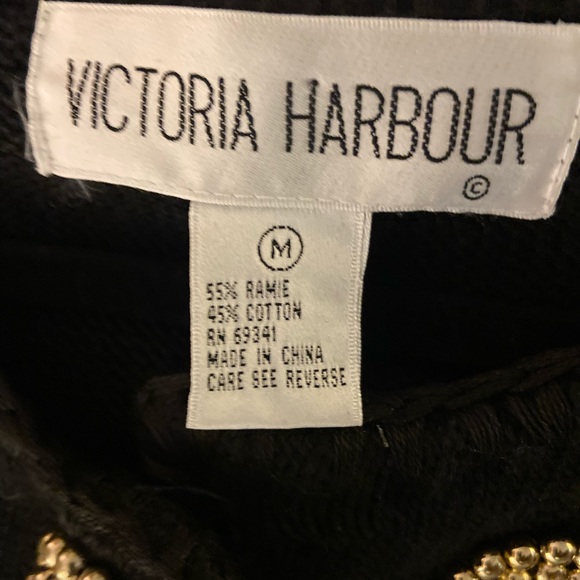 VICTORIA HARBOUR
©
M
55% RAMIE
45% COTTON
RN 69341
MADE IN CHINA
CARE SEE REVERSE